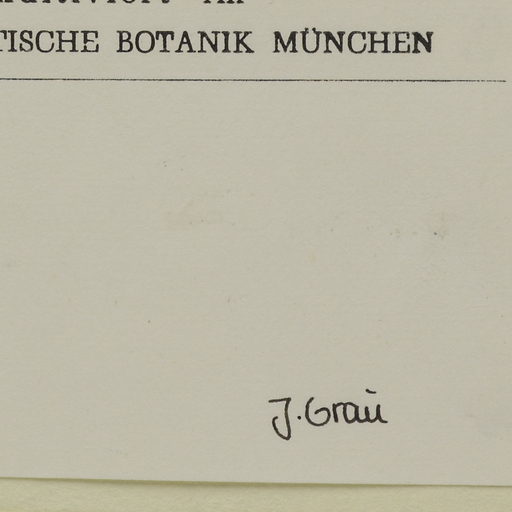 TISCHE BOTANIK MÜNCHEN
J. Grau